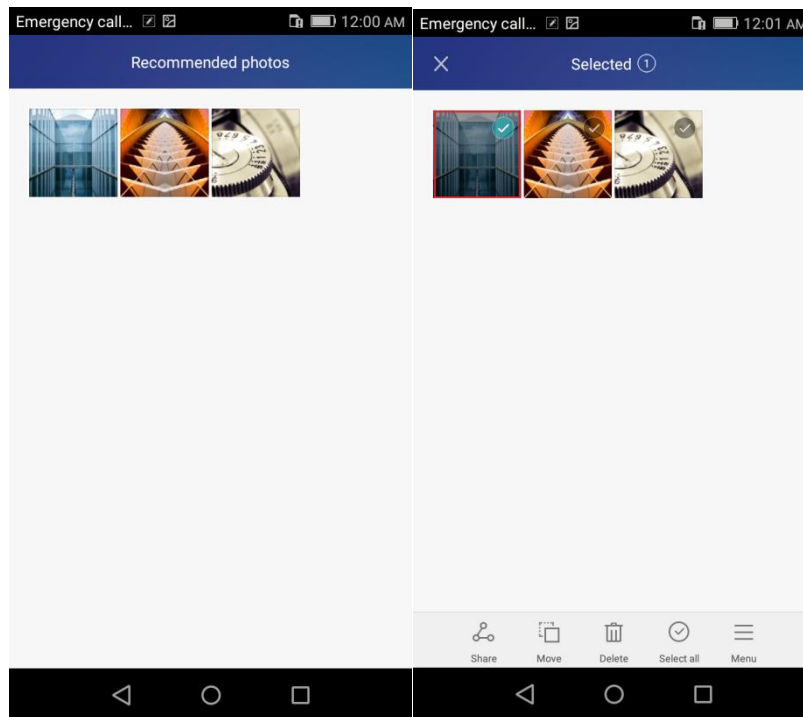 Emergency call... 12:00 AM
Recommended photos
Emergency call... 12:01 AM
Selected 1
Share Move Delete Select all Menu